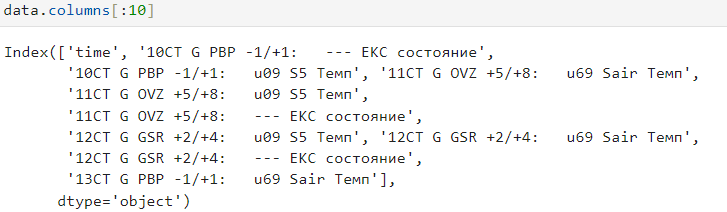 data.columns[:10]
Index(['time', '10CT G PBP -1/+1:   --- ЕКС состояние',
       '10CT G PBP -1/+1:   u09 S5 Темп', '11CT G OVZ +5/+8:   u69 Sair Темп',
       '11CT G OVZ +5/+8:   u09 S5 Темп',
       '11CT G OVZ +5/+8:   --- ЕКС состояние',
       '12CT G GSR +2/+4:   u09 S5 Темп', '12CT G GSR +2/+4:   u69 Sair Темп',
       '12CT G GSR +2/+4:   --- ЕКС состояние',
       '13CT G PBP -1/+1:   u69 Sair Темп'],
      dtype='object')